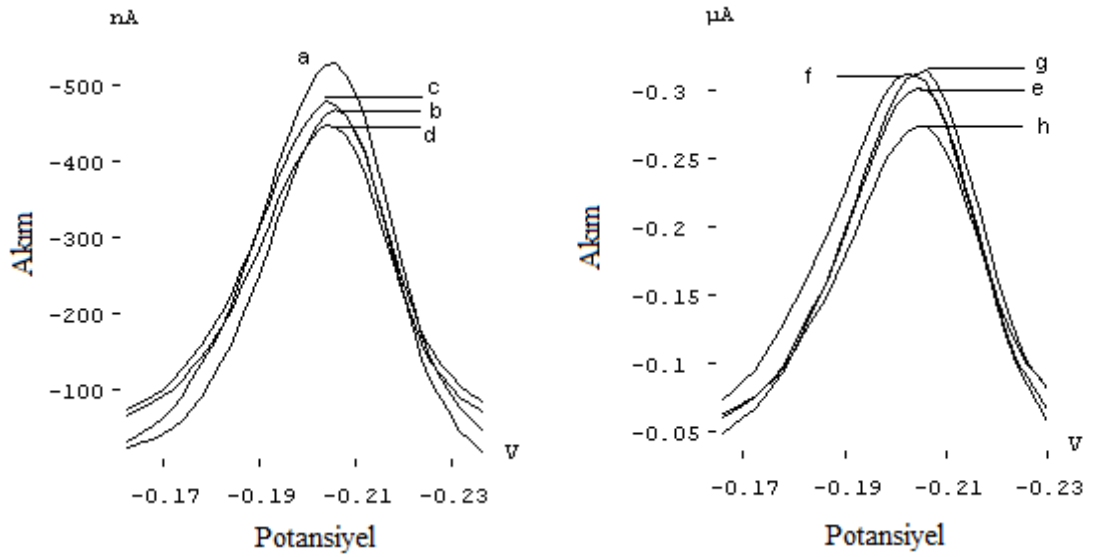 nA
a
-500
c
b
d
-400
-300
-200
-100
V
-0.17 -0.19 -0.21 -0.23
Akım
Potansiyel
µA
f
g
e
h
-0.3
-0.25
-0.2
-0.15
-0.1
-0.05
V
-0.17 -0.19 -0.21 -0.23
Akım
Potansiyel